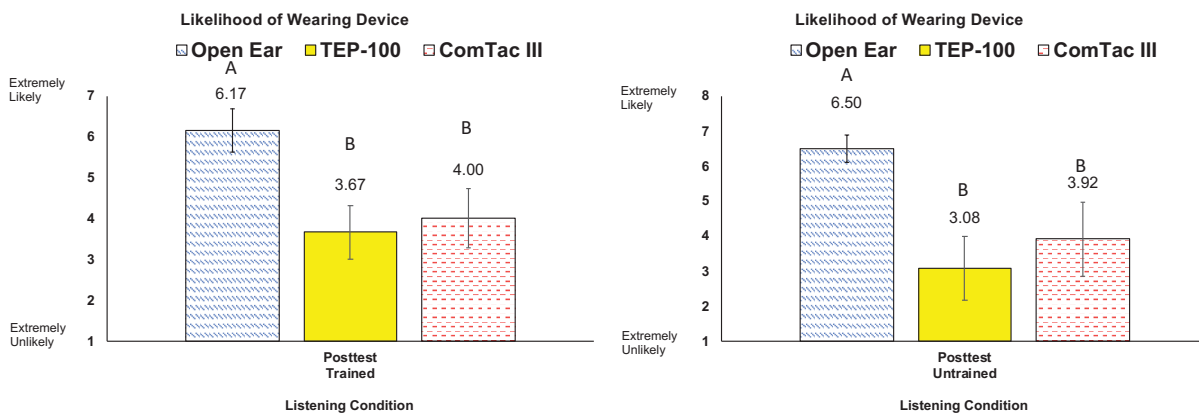 Likelihood of Wearing Device
Open Ear TEP-100 ComTac III
Extremely
Likely
7
6
5
4
3
2
1
Extremely
Unlikely
A
6.17
B
3.67
B
4.00
Posttest
Trained
Listening Condition
Likelihood of Wearing Device
Open Ear TEP-100 ComTac III
Extremely
Likely
8
7
6
5
4
3
2
1
Extremely
Unlikely
A
6.50
B
3.08
B
3.92
Posttest
Untrained
Listening Condition